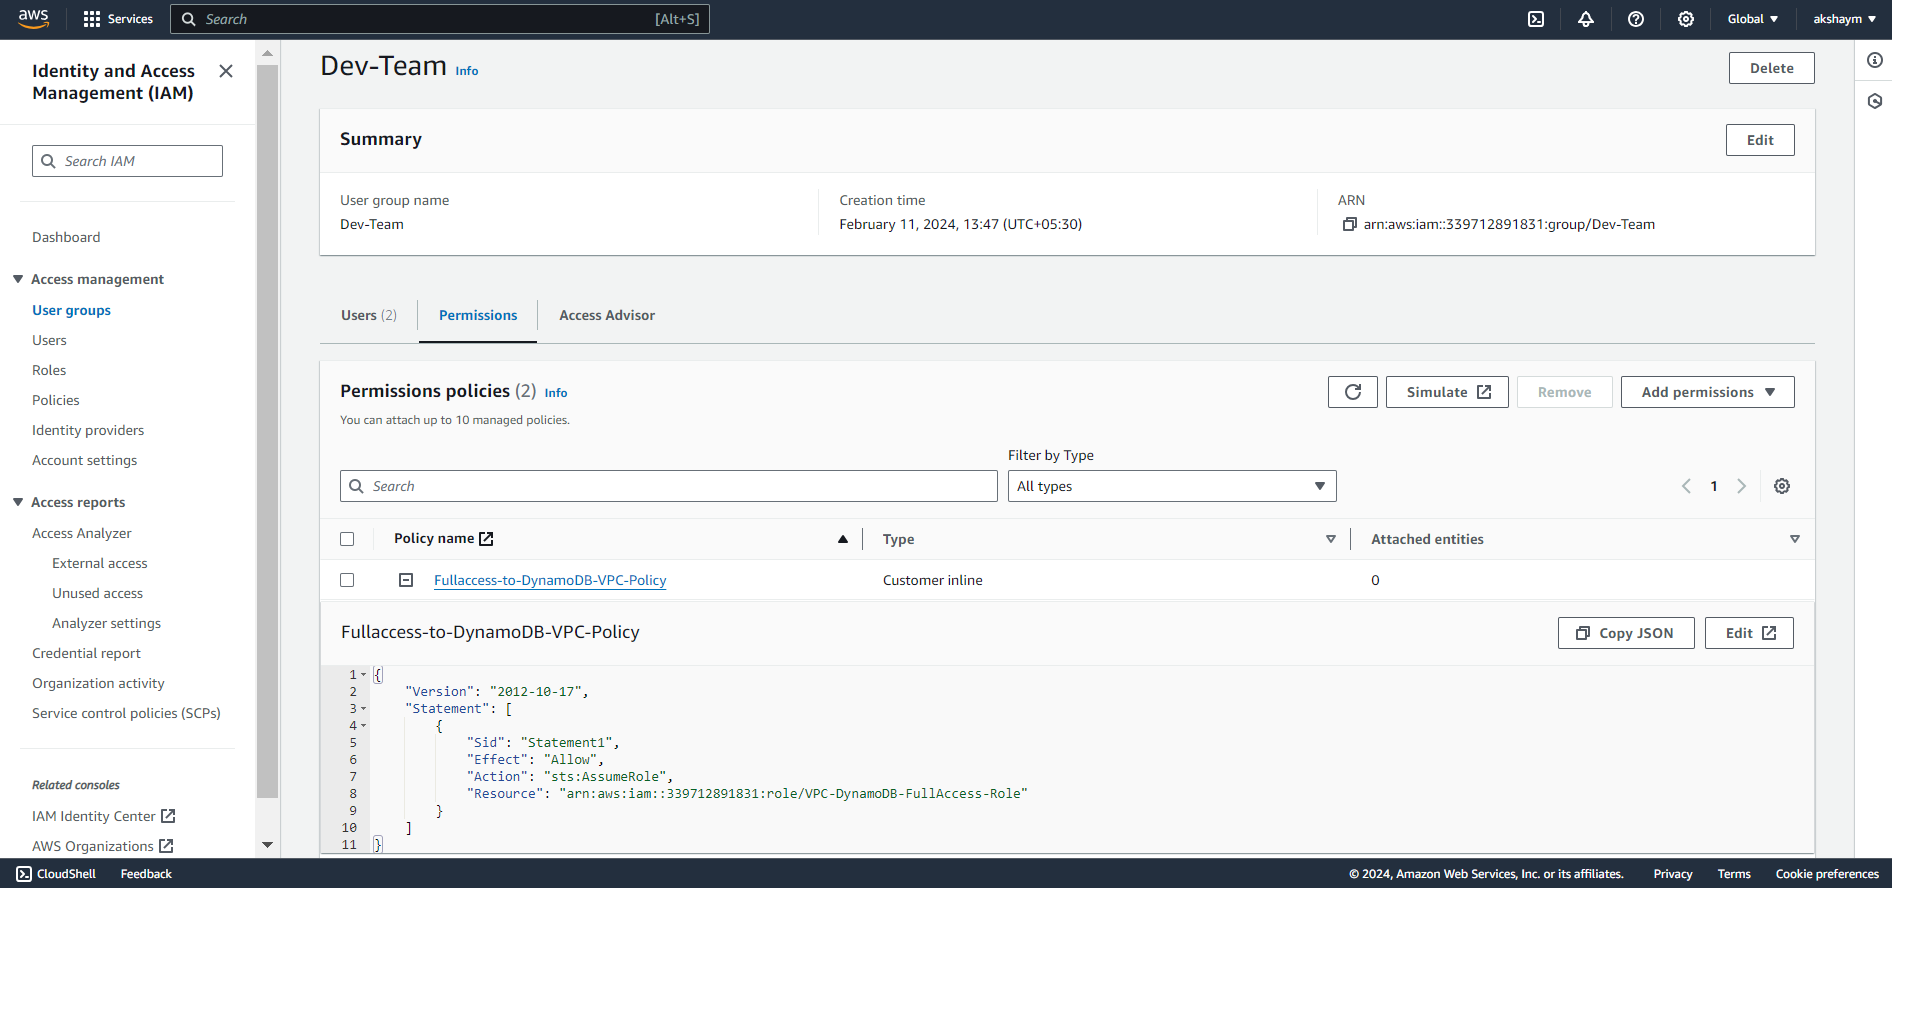 aws
Services
Search
[Alt+S]
Global
akshaym
Identity and Access
Management (IAM)
Search IAM
Dashboard
Access management
User groups
Users
Roles
Policies
Identity providers
Account settings
Access reports
Access Analyzer
External access
Unused access
Analyzer settings
Credential report
Organization activity
Service control policies (SCPs)
Related consoles
IAM Identity Center
AWS Organizations
Dev-Team Info
Delete
Summary
Edit
User group name
Dev-Team
Creation time
February 11, 2024, 13:47 (UTC+05:30)
ARN
arn:aws:iam::339712891831:group/Dev-Team
Users (2)
Permissions
Access Advisor
Permissions policies (2) Info
You can attach up to 10 managed policies.
Simulate
Remove
Add permissions
Filter by Type
Search
All types
1
Policy name
Type
Attached entities
Fullaccess-to-DynamoDB-VPC-Policy
Customer inline
0
Fullaccess-to-DynamoDB-VPC-Policy
Copy JSON
Edit
1 {
2 "Version": "2012-10-17",
3 "Statement": [
4 {
5 "Sid": "Statement1",
6 "Effect": "Allow",
7 "Action": "sts:AssumeRole",
8 "Resource": "arn:aws:iam::339712891831:role/VPC-DynamoDB-FullAccess-Role"
9 }
10 ]
11 }
CloudShell
Feedback
© 2024, Amazon Web Services, Inc. or its affiliates.
Privacy
Terms
Cookie preferences